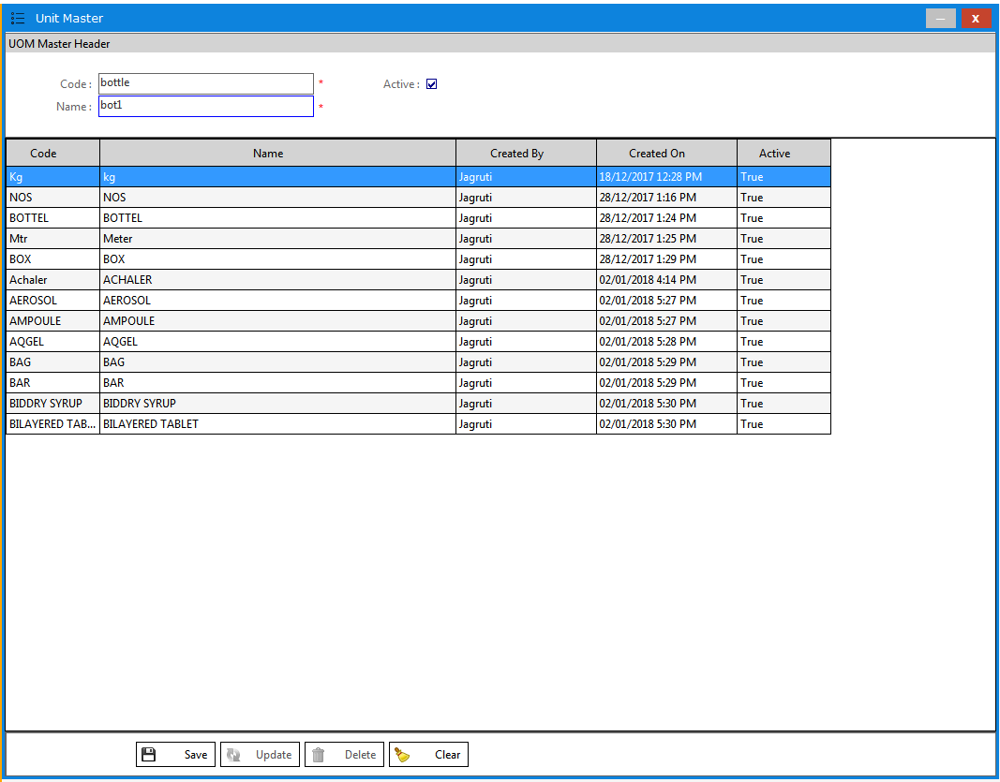 Unit Master
UOM Master Header
Code : bottle * Active :
Name : bot1 *
Code Name Created By Created On Active
Kg kg Jagruti 18/12/2017 12:28 PM True
NOS NOS Jagruti 28/12/2017 1:16 PM True
BOTTEL BOTTEL Jagruti 28/12/2017 1:24 PM True
Mtr Meter Jagruti 28/12/2017 1:25 PM True
BOX BOX Jagruti 28/12/2017 1:29 PM True
Achaler ACHALER Jagruti 02/01/2018 4:14 PM True
AEROSOL AEROSOL Jagruti 02/01/2018 5:27 PM True
AMPOULE AMPOULE Jagruti 02/01/2018 5:27 PM True
AQGEL AQGEL Jagruti 02/01/2018 5:28 PM True
BAG BAG Jagruti 02/01/2018 5:29 PM True
BAR BAR Jagruti 02/01/2018 5:29 PM True
BIDDRY SYRUP BIDDRY SYRUP Jagruti 02/01/2018 5:30 PM True
BILAYERED TAB... BILAYERED TABLET Jagruti 02/01/2018 5:30 PM True
Save Update Delete Clear